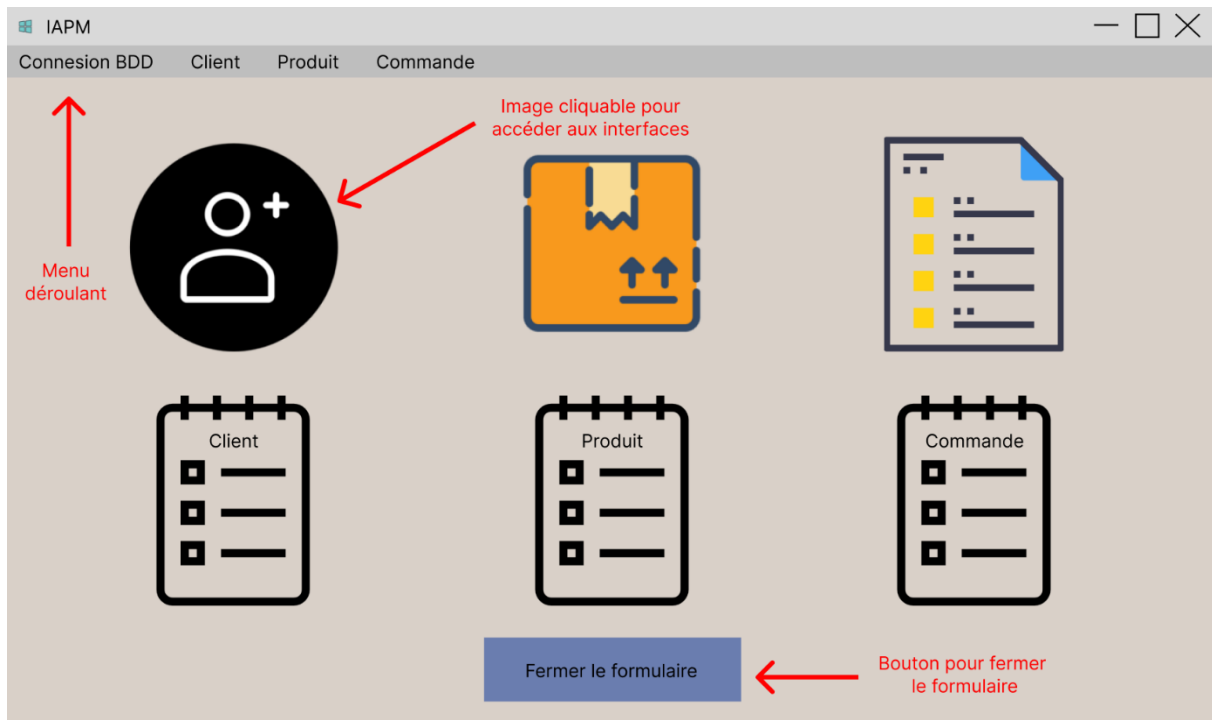 IAPM
Connesion BDD Client Produit Commande
Image cliquable pour
accéder aux interfaces
Menu
déroulant
Client Produit Commande
Fermer le formulaire
Bouton pour fermer
le formulaire